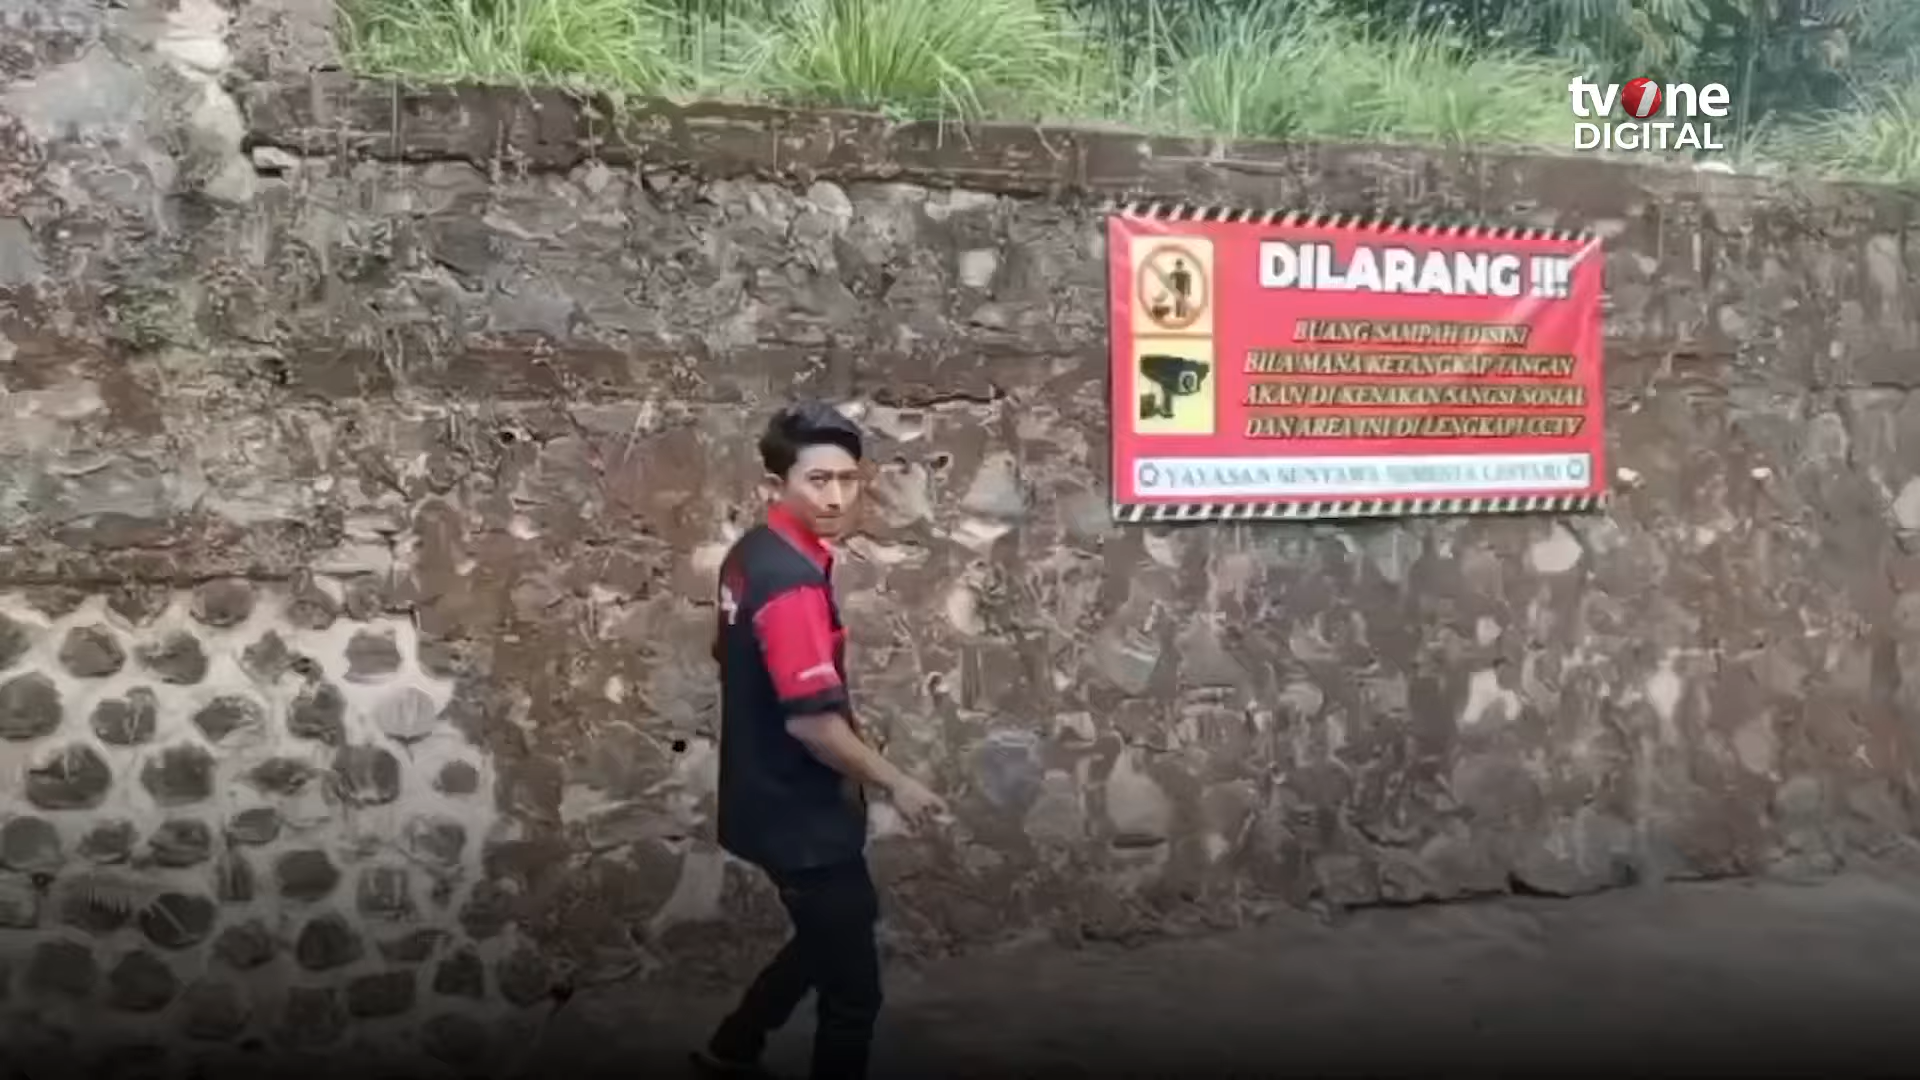 tvOne
DIGITAL
DILARANG !!!
BUANG SAMPAH DISINI
BILA MANA KETANGKAP TANGAN
AKAN DI KENAKAN SANGSI SOSIAL
DAN AREA INI DI LENGKAPI CCTV
YAYASAN LESTARI